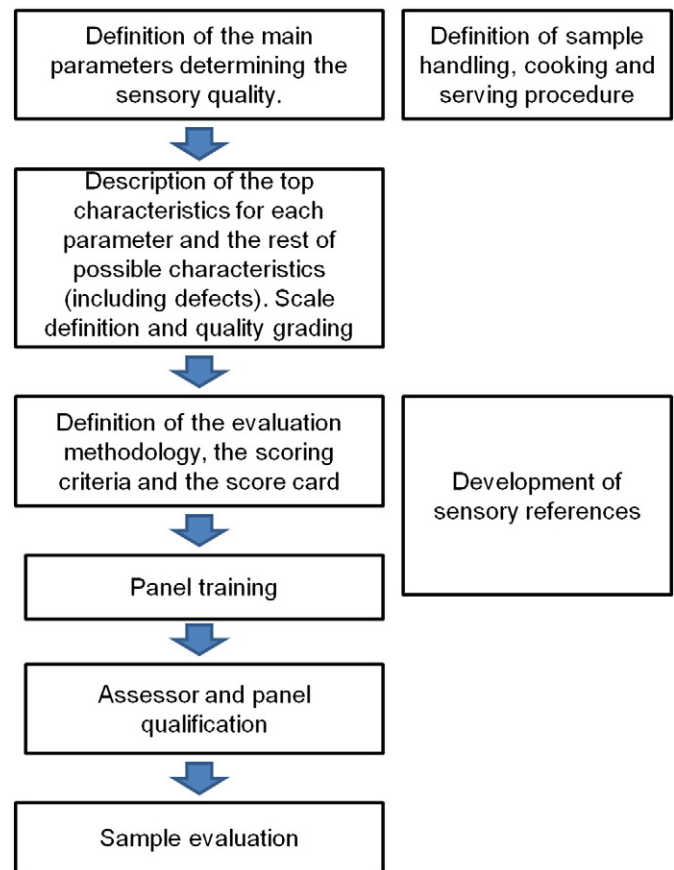 Definition of the main
parameters determining the
sensory quality.
Definition of sample
handling, cooking and
serving procedure
Description of the top
characteristics for each
parameter and the rest of
possible characteristics
(including defects). Scale
definition and quality grading
Definition of the evaluation
methodology, the scoring
criteria and the score card
Development of
sensory references
Panel training
Assessor and panel
qualification
Sample evaluation